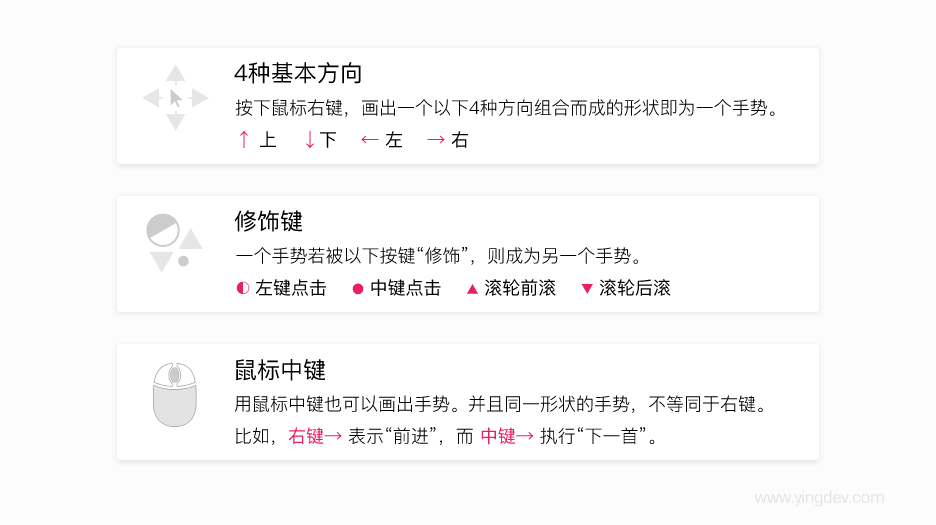 4种基本方向
按下鼠标右键，画出一个以下4种方向组合而成的形状即为一个手势。
↑ 上 ↓ 下 ← 左 → 右
修饰键
一个手势若被以下按键“修饰”，则成为另一个手势。
◐ 左键点击 ● 中键点击 ▲ 滚轮前滚 ▼ 滚轮后滚
鼠标中键
用鼠标中键也可以画出手势。并且同一形状的手势，不等同于右键。
比如，右键→ 表示“前进”，而 中键→ 执行“下一首”。
www.yingdev.com